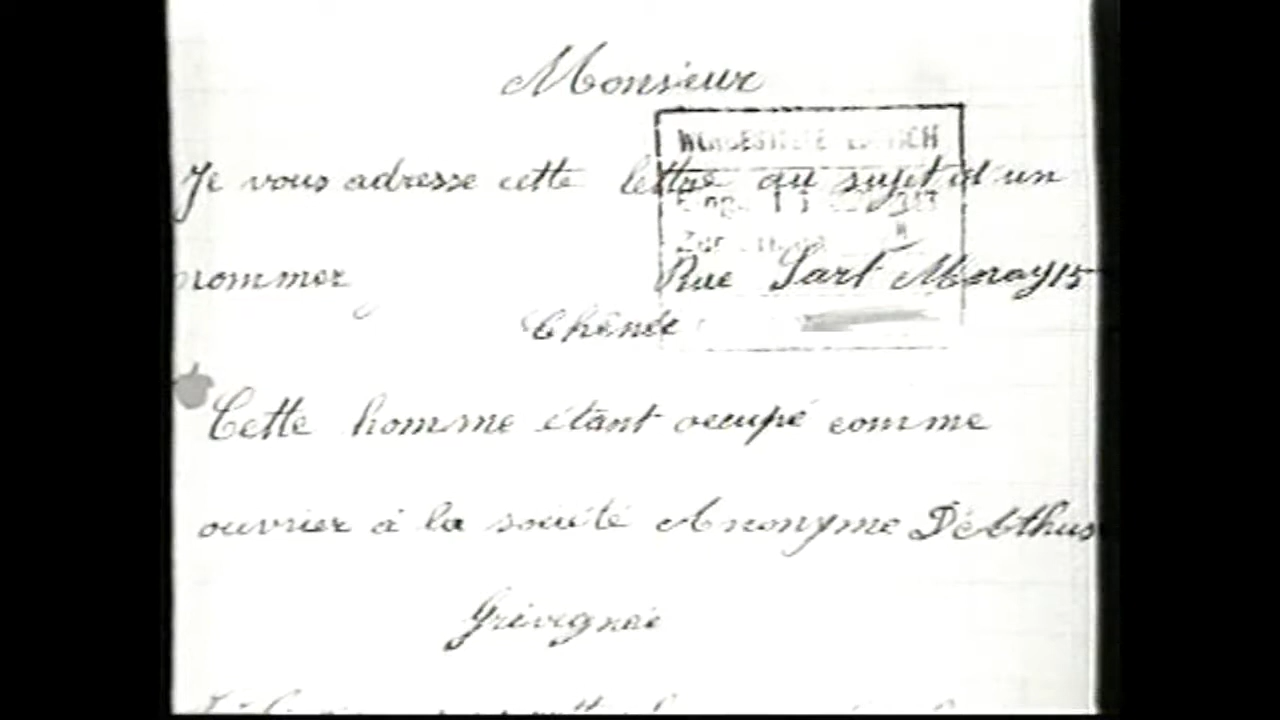 Monsieur
Je vous adresse cette lettre au sujet d'un
nommer Rue Sart Moray 15
Chênée
Cette homme étant occupé comme
ouvrier à la société Anonyme D'Athus
Grivegnée